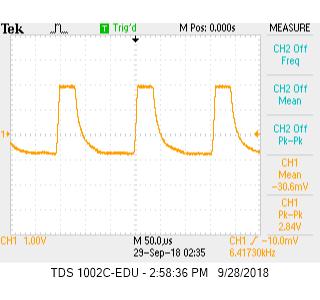 Tek Trig'd M Pos: 0.000s MEASURE
CH2 Off
Freq
CH2 Off
Mean
CH2 Off
Pk-Pk
1
CH1
Mean
-30.6mV
CH1
Pk-Pk
2.84V
CH1 1.00V M 50.0µs CH1 / -10.0mV
29-Sep-18 02:35 6.41730kHz
TDS 1002C-EDU - 2:58:36 PM 9/28/2018